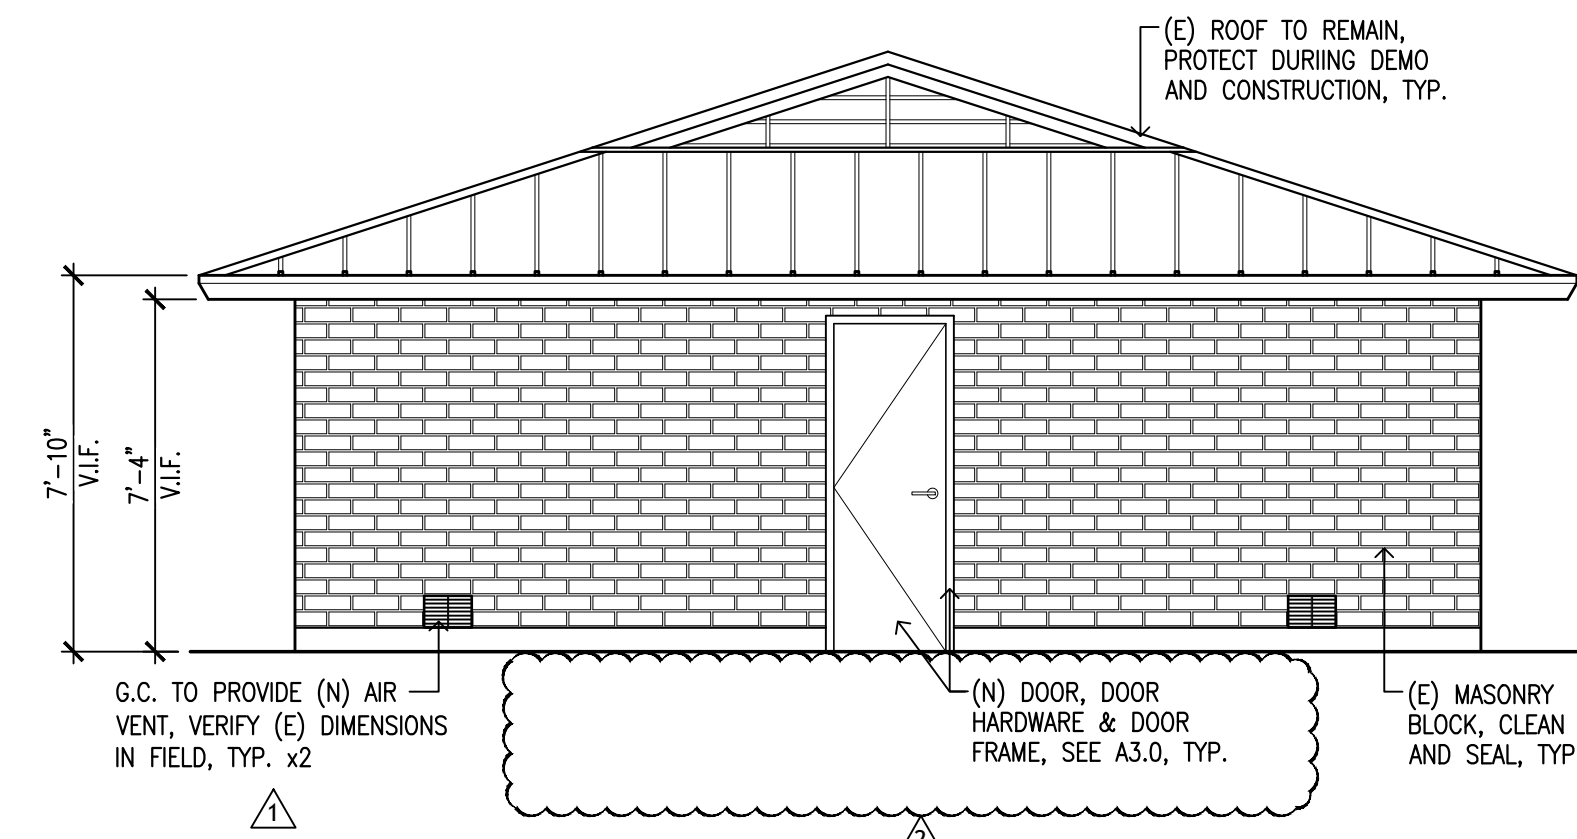 (E) ROOF TO REMAIN,
PROTECT DURIING DEMO
AND CONSTRUCTION, TYP.
7'-10"
V.I.F.
7'-4"
V.I.F.
G.C. TO PROVIDE (N) AIR
VENT, VERIFY (E) DIMENSIONS
IN FIELD, TYP. x2
1
(N) DOOR, DOOR
HARDWARE & DOOR
FRAME, SEE A3.0, TYP.
2
(E) MASONRY
BLOCK, CLEAN
AND SEAL, TYP